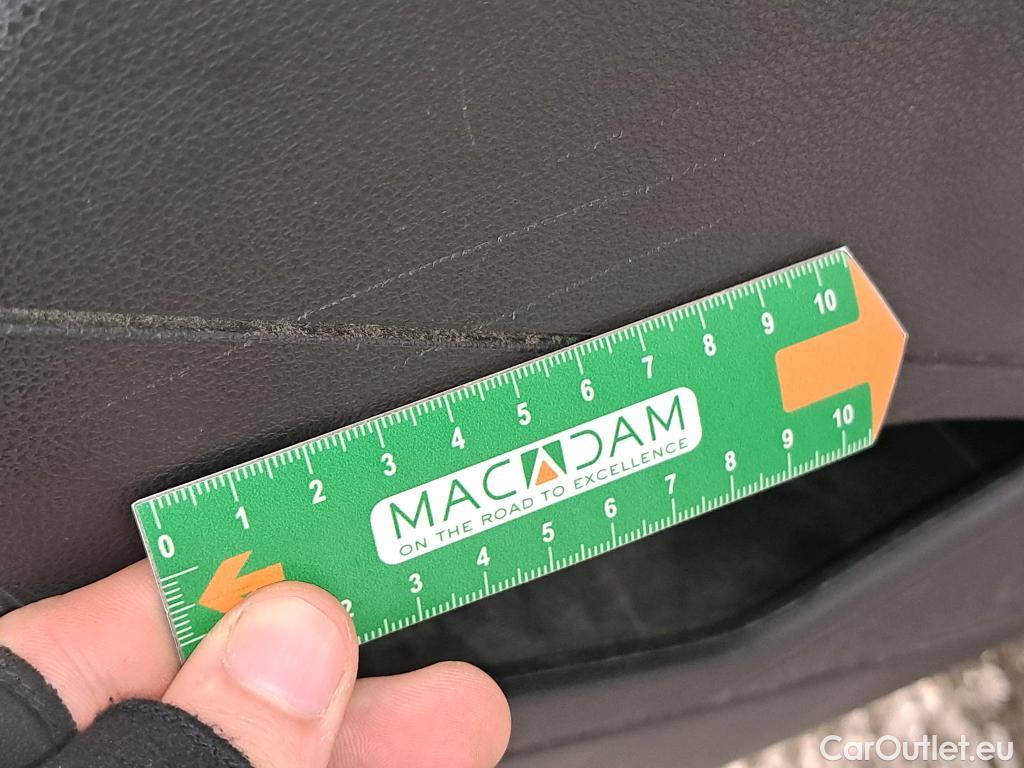 0 1 2 3 4 5 6 7 8 9 10
MACADAM
ON THE ROAD TO EXCELLENCE
2 3 4 5 6 7 8 9 10
CarOutlet.eu